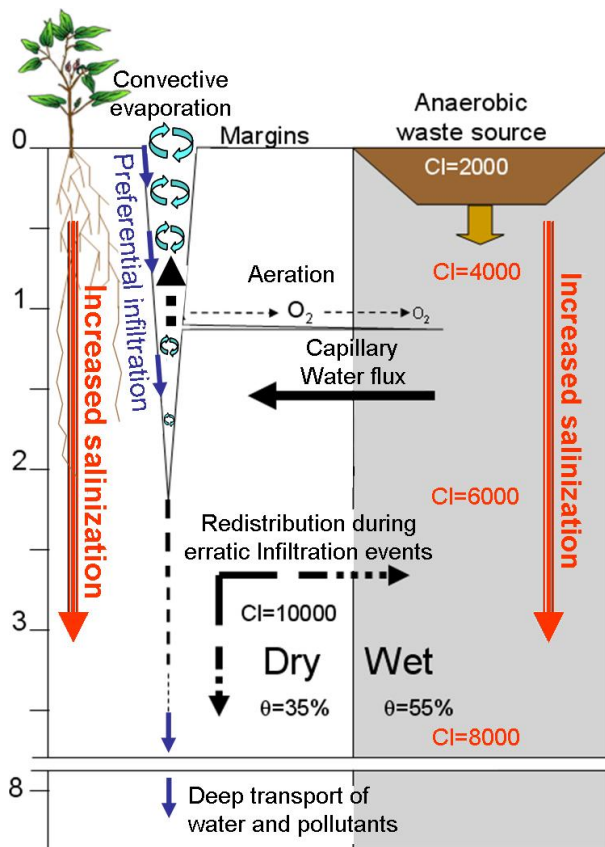 Convective
evaporation
Anaerobic
waste source
Margins
0
Cl=2000
Preferential infiltration
Cl=4000
Aeration
1
O2
O2
Increased salinization
Increased salinization
Capillary
Water flux
2
Cl=6000
Redistribution during
erratic Infiltration events
Cl=10000
3
Dry
Wet
θ=35%
θ=55%
Cl=8000
8
Deep transport of
water and pollutants